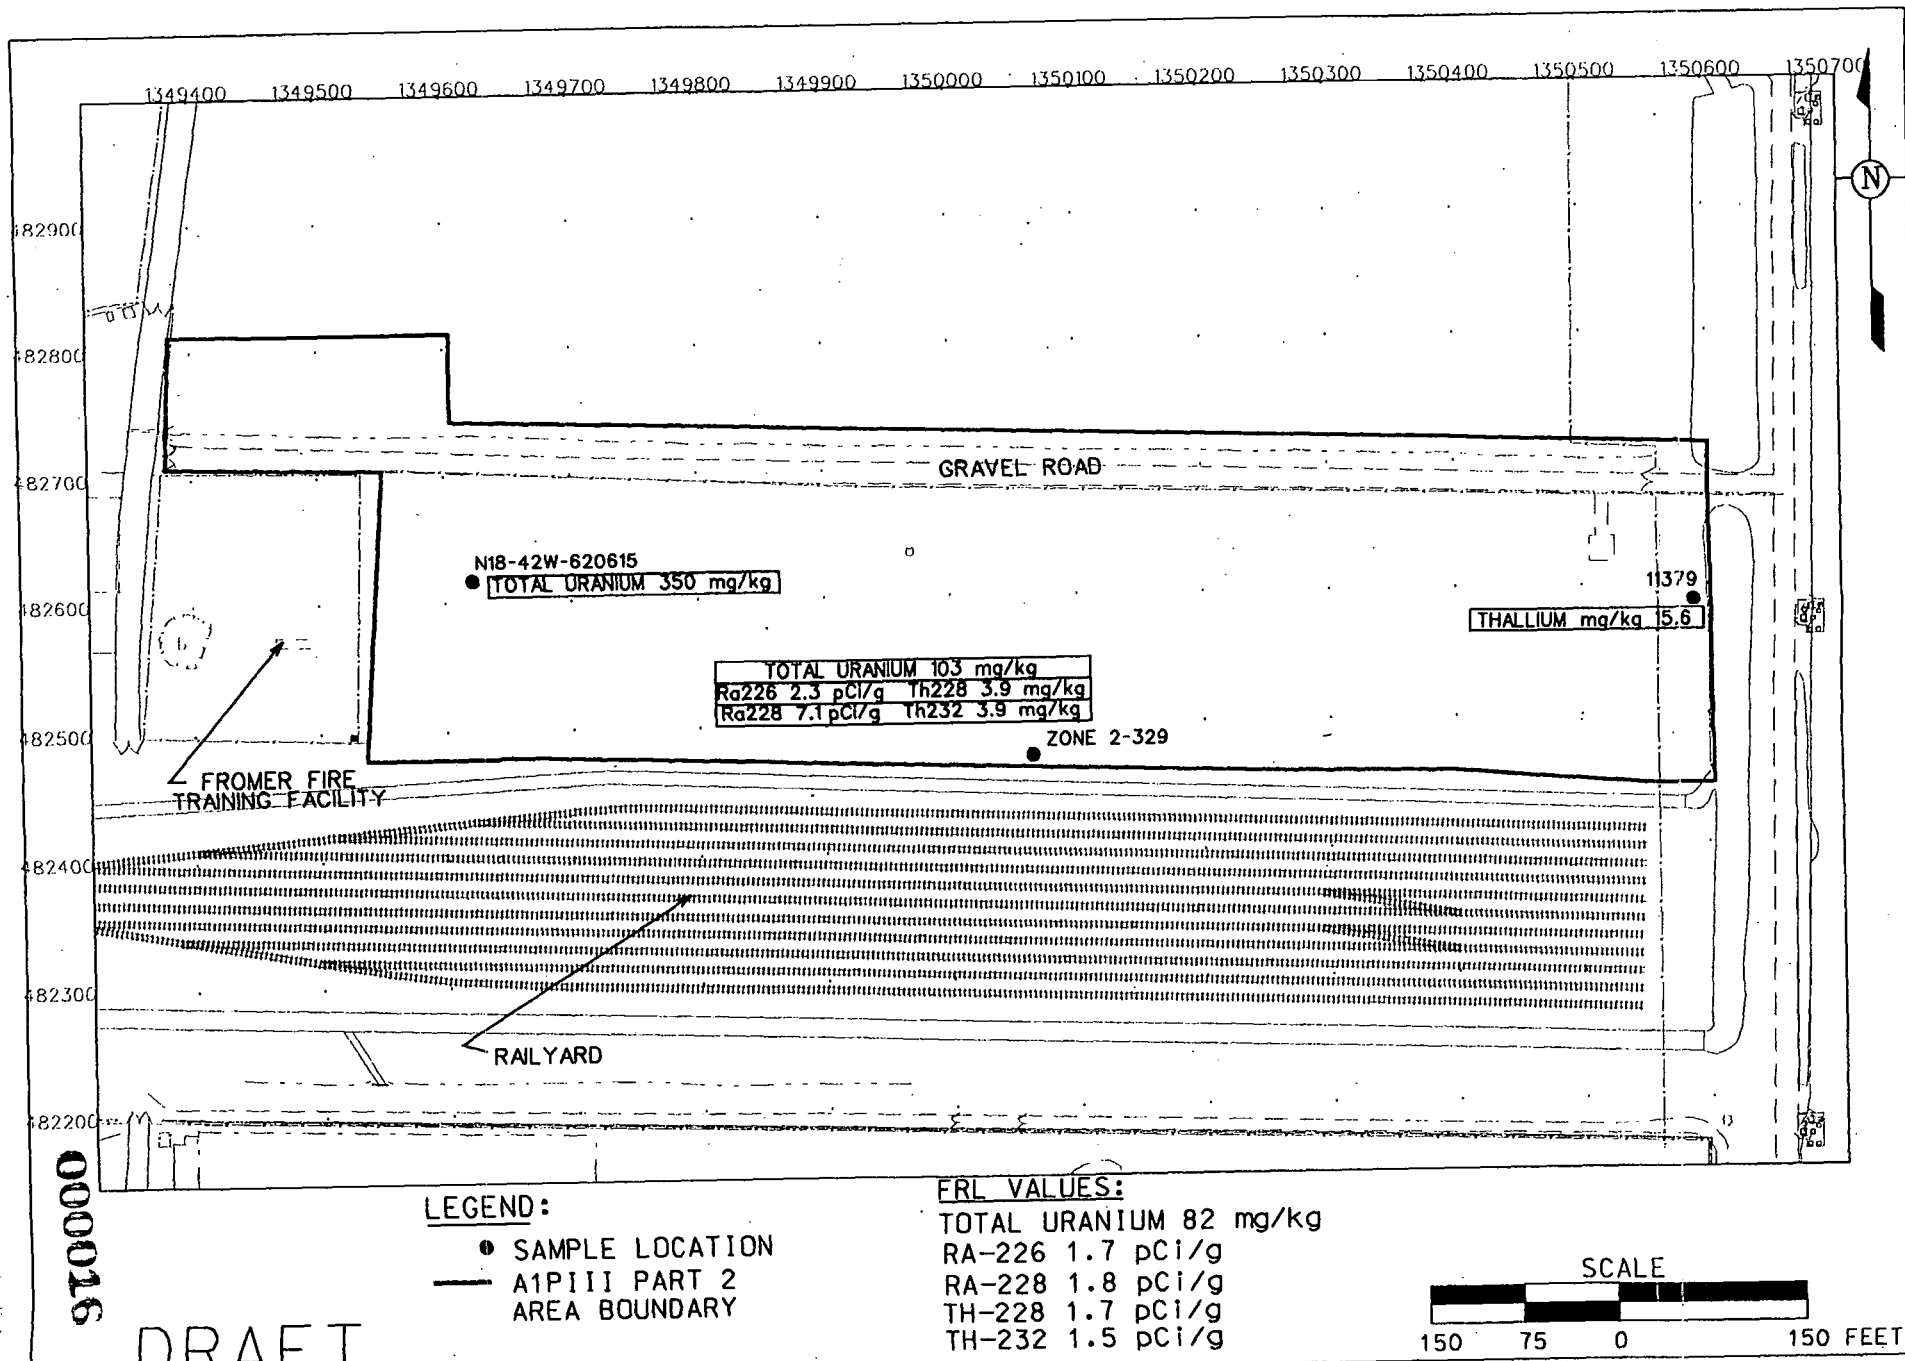 1349400 1349500 1349600 1349700 1349800 1349900 1350000 1350100 1350200 1350300 1350400 1350500 1350600 1350700
N
482900
482800
GRAVEL ROAD
482700
N18-42W-620615
TOTAL URANIUM 350 mg/kg
11379
482600
THALLIUM mg/kg 15.6
TOTAL URANIUM 103 mg/kg
Ra226 2.3 pCi/g Th228 3.9 mg/kg
Ra228 7.1 pCi/g Th232 3.9 mg/kg
482500
ZONE 2-329
FROMER FIRE
TRAINING FACILITY
482400
482300
RAILYARD
482200
000016
LEGEND:
SAMPLE LOCATION
A1PIII PART 2
AREA BOUNDARY
FRL VALUES:
TOTAL URANIUM 82 mg/kg
RA-226 1.7 pCi/g
RA-228 1.8 pCi/g
TH-228 1.7 pCi/g
TH-232 1.5 pCi/g
SCALE
150 75 0 150 FEET
DRAFT